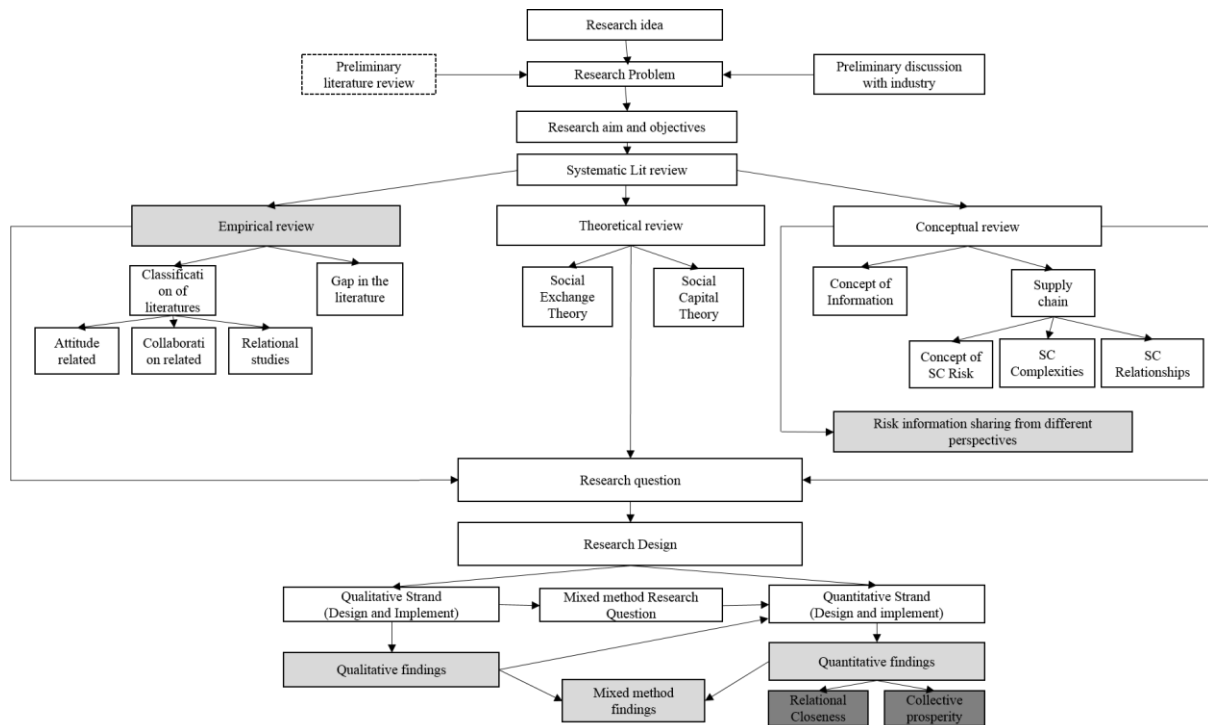 Research idea
Preliminary
literature review
Research Problem
Preliminary discussion
with industry
Research aim and objectives
Systematic Lit review
Empirical review
Theoretical review
Conceptual review
Classificati
on of
literatures
Gap in the
literature
Social
Exchange
Theory
Social
Capital
Theory
Concept of
Information
Supply
chain
Attitude
related
Collaborati
on related
Relational
studies
Concept of
SC Risk
SC
Complexities
SC
Relationships
Risk information sharing from different
perspectives
Research question
Research Design
Qualitative Strand
(Design and Implement)
Mixed method Research
Question
Quantitative Strand
(Design and implement)
Qualitative findings
Quantitative findings
Mixed method
findings
Relational
Closeness
Collective
prosperity